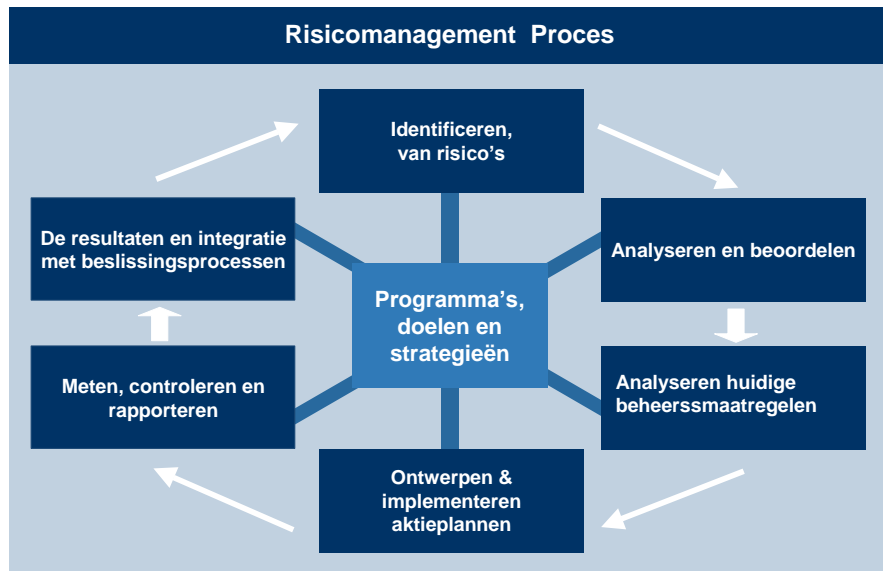 Risicomanagement Proces
Identificeren,
van risico’s
De resultaten en integratie
met beslissingsprocessen
Analyseren en beoordelen
Programma’s,
doelen en
strategieën
Meten, controleren en
rapporteren
Analyseren huidige
beheerssmaatregelen
Ontwerpen &
implementeren
aktieplannen